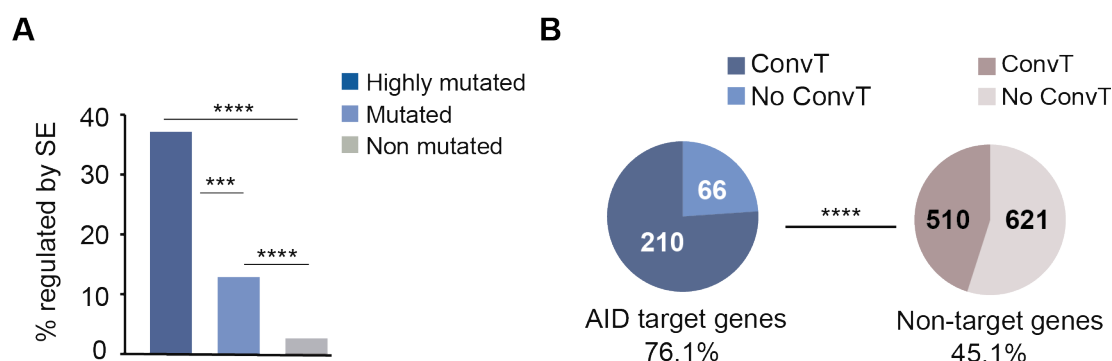 A
Highly mutated
Mutated
Non mutated
% regulated by SE
40
30
20
10
0
****
***
****
B
ConvT
No ConvT
ConvT
No ConvT
66
210
****
510
621
AID target genes
76.1%
Non-target genes
45.1%